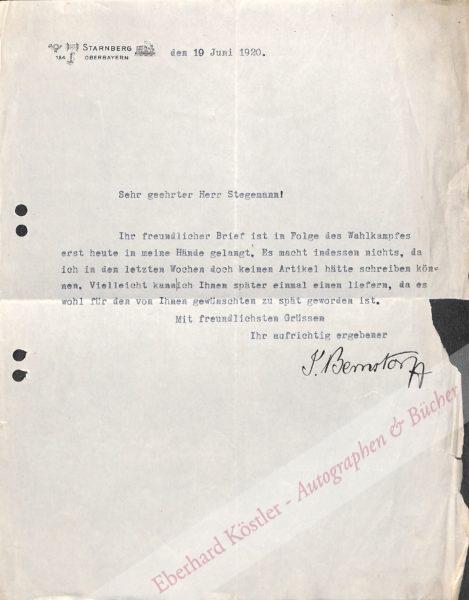 STARNBERG
184 OBERBAYERN
den 19 Juni 1920.
Sehr geehrter Herr Stegemann!
Ihr freundlicher Brief ist in Folge des Wahlkampfes
erst heute in meine Hände gelangt. Es macht indessen nichts, da
ich in den letzten Wochen doch keinen Artikel hätte schreiben kön-
nen. Vielleicht kann ich Ihnen später einmal einen liefern, da es
wohl für den von Ihnen gewünschten zu spät geworden ist.
Mit freundlichsten Grüssen
Ihr aufrichtig ergebener
J. Bernstorff
Eberhard Köstler - Autographen & Bücher